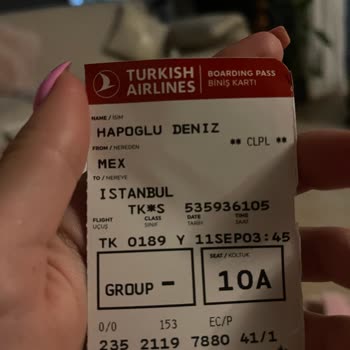 TURKISH AIRLINES
BOARDING PASS
BİNİŞ KARTI
NAME / ISIM
HAPOGLU DENIZ
** CLPL **
FROM / NEREDEN
MEX
TO / NEREYE
ISTANBUL
TK*S 535936105
FLIGHT UÇUŞ CLASS SINIF DATE TARİH TIME SAAT
TK 0189 Y 11SEP03:45
GROUP -
SEAT / KOLTUK
10A
0/0 153 EC/P
235 2119 7880 41/1